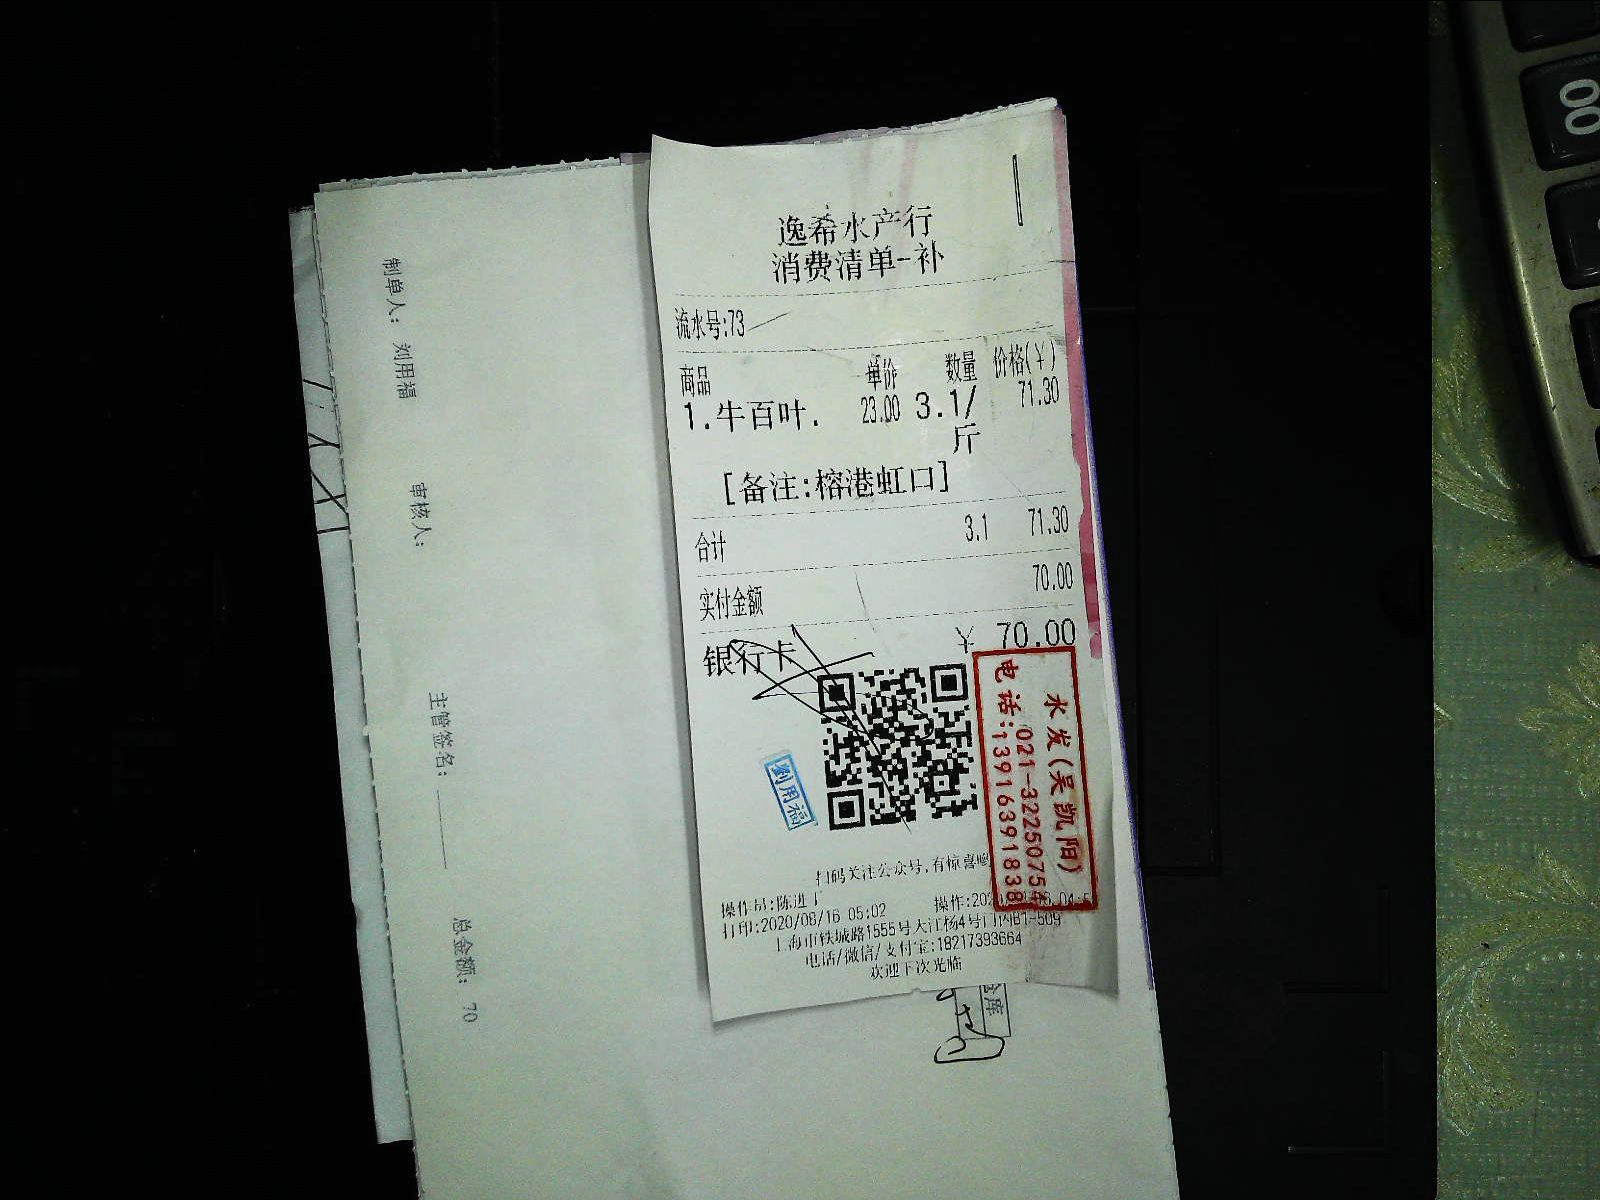 逸希水产行
消费清单-补
流水号:73
商品 单价 数量 价格(¥)
1.牛百叶. 23.00 3.1/斤 71.30
[备注:榕港虹口]
合计 3.1 71.30
实付金额 70.00
银行卡 ¥ 70.00
水发(吴凯阳)
021-32250754
电话:13916391838
劉用福
扫码关注公众号,有惊喜
操作员:陈进 操作:202
打印:2020/08/16 05:02
上海市铁城路1555号大江杨4号门内B1-509
电话/微信/支付宝:18217393664
欢迎下次光临
制单人: 刘用福
审核人:
主管签名:
总金额: 70
00